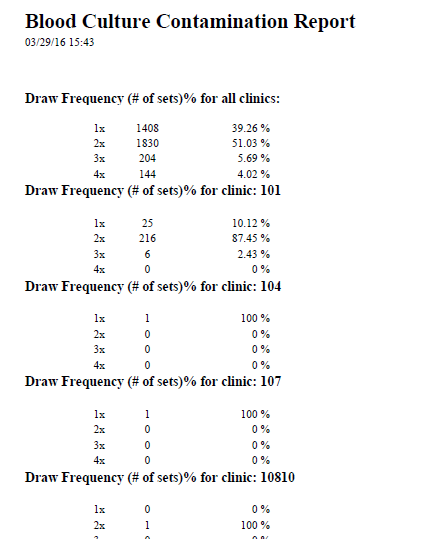 Blood Culture Contamination Report
03/29/16 15:43
Draw Frequency (# of sets)% for all clinics:
1x 1408 39.26 %
2x 1830 51.03 %
3x 204 5.69 %
4x 144 4.02 %
Draw Frequency (# of sets)% for clinic: 101
1x 25 10.12 %
2x 216 87.45 %
3x 6 2.43 %
4x 0 0 %
Draw Frequency (# of sets)% for clinic: 104
1x 1 100 %
2x 0 0 %
3x 0 0 %
4x 0 0 %
Draw Frequency (# of sets)% for clinic: 107
1x 1 100 %
2x 0 0 %
3x 0 0 %
4x 0 0 %
Draw Frequency (# of sets)% for clinic: 10810
1x 0 0 %
2x 1 100 %